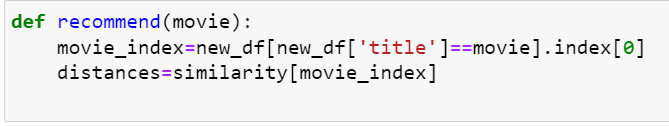 def recommend(movie):
    movie_index=new_df[new_df['title']==movie].index[0]
    distances=similarity[movie_index]